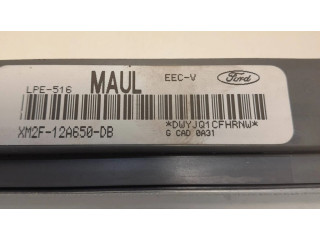 LPE-516 MAUL EEC-V Ford
XM2F-12A650-DB *DWYJQ1CFHRNW*
G CAD 0A31